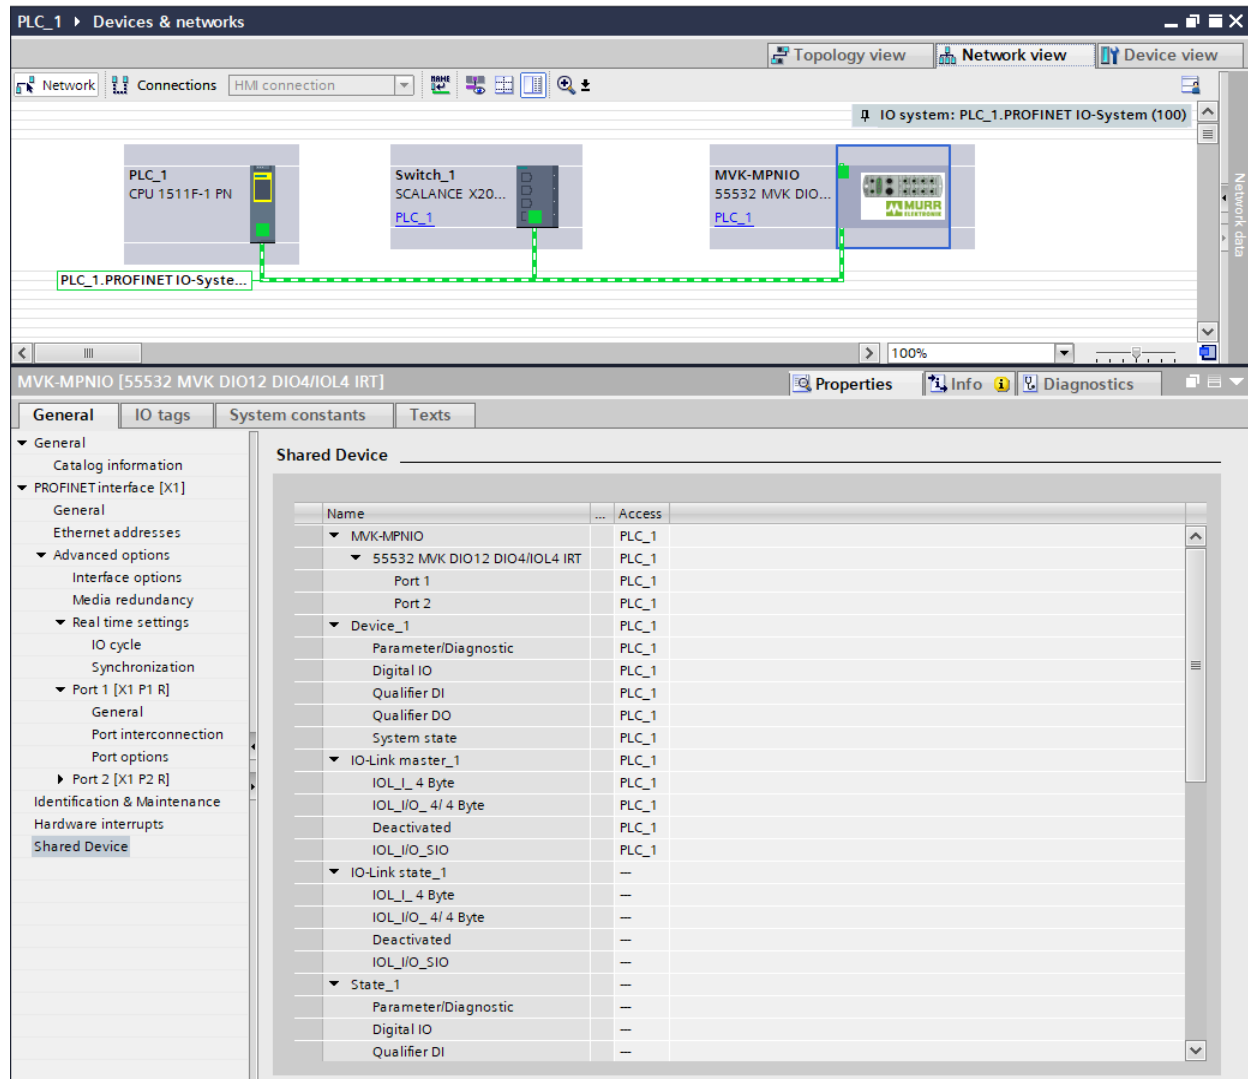 PLC_1 ▸ Devices & networks
Topology view Network view Device view
Network Connections HMI connection
IO system: PLC_1.PROFINET IO-System (100)
PLC_1
CPU 1511F-1 PN
Switch_1
SCALANCE X20...
PLC_1
MVK-MPNIO
55532 MVK DIO...
PLC_1
MURR
ELEKTRONIK
PLC_1.PROFINET IO-Syste...
Network data
100%
MVK-MPNIO [55532 MVK DIO12 DIO4/IOL4 IRT]
Properties Info Diagnostics
General IO tags System constants Texts
General
Catalog information
PROFINET interface [X1]
General
Ethernet addresses
Advanced options
Interface options
Media redundancy
Real time settings
IO cycle
Synchronization
Port 1 [X1 P1 R]
General
Port interconnection
Port options
Port 2 [X1 P2 R]
Identification & Maintenance
Hardware interrupts
Shared Device
Shared Device
Name ... Access
MVK-MPNIO PLC_1
55532 MVK DIO12 DIO4/IOL4 IRT PLC_1
Port 1 PLC_1
Port 2 PLC_1
Device_1 PLC_1
Parameter/Diagnostic PLC_1
Digital IO PLC_1
Qualifier DI PLC_1
Qualifier DO PLC_1
System state PLC_1
IO-Link master_1 PLC_1
IOL_I_ 4 Byte PLC_1
IOL_I/O_ 4/ 4 Byte PLC_1
Deactivated PLC_1
IOL_I/O_SIO PLC_1
IO-Link state_1 ---
IOL_I_ 4 Byte ---
IOL_I/O_ 4/ 4 Byte ---
Deactivated ---
IOL_I/O_SIO ---
State_1 ---
Parameter/Diagnostic ---
Digital IO ---
Qualifier DI ---